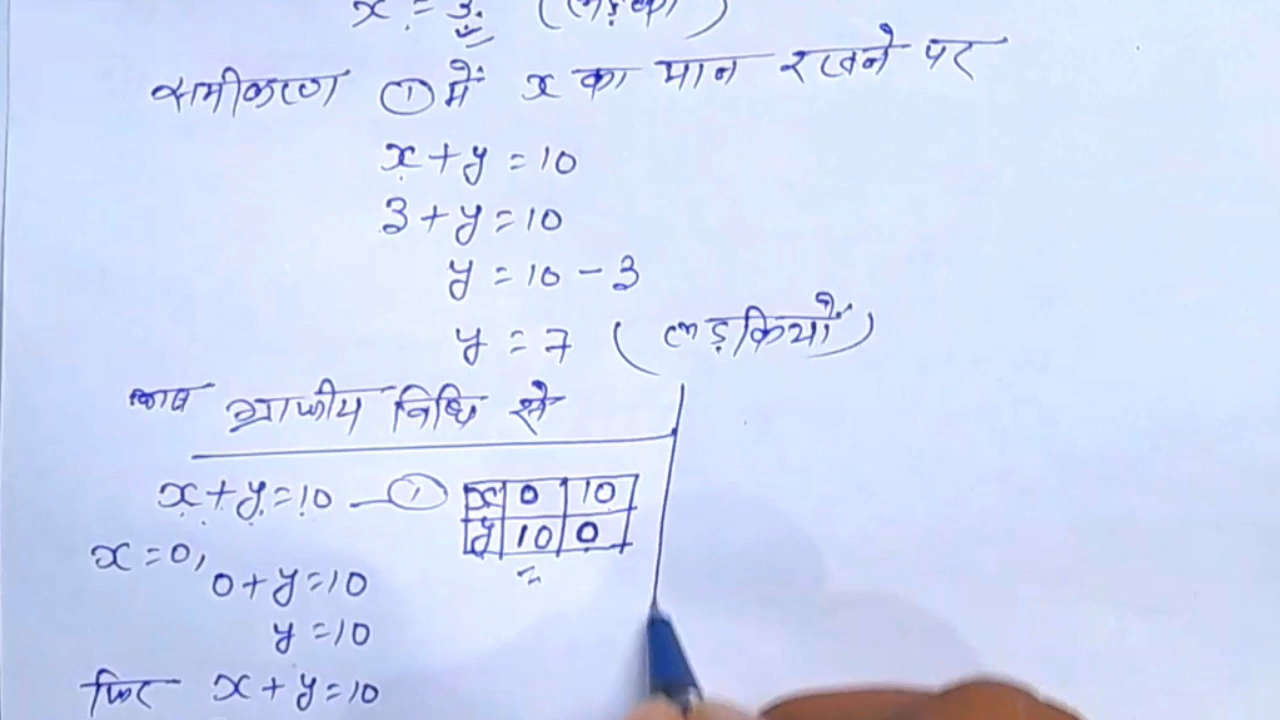 x = 3. (लड़का)
समीकरण ① में x का मान रखने पर
x + y = 10
3 + y = 10
y = 10 - 3
y = 7 (लड़कियाँ)
अब ग्राफीय विधि से
x + y = 10 — ①
x 0 10
y 10 0
x = 0,
0 + y = 10
y = 10
फिर x + y = 10